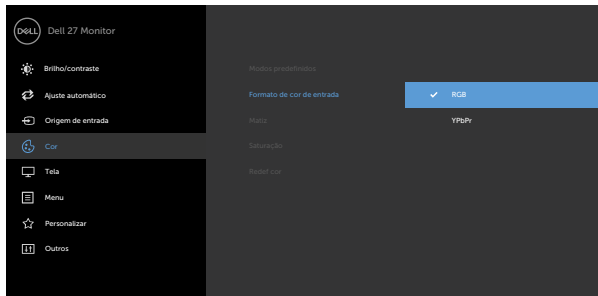 DELL
Dell 27 Monitor
Brilho/contraste
Ajuste automático
Origem de entrada
Cor
Tela
Menu
Personalizar
Outros
Modos predefinidos
Formato de cor de entrada
Matiz
Saturação
Redef cor
RGB
YPbPr